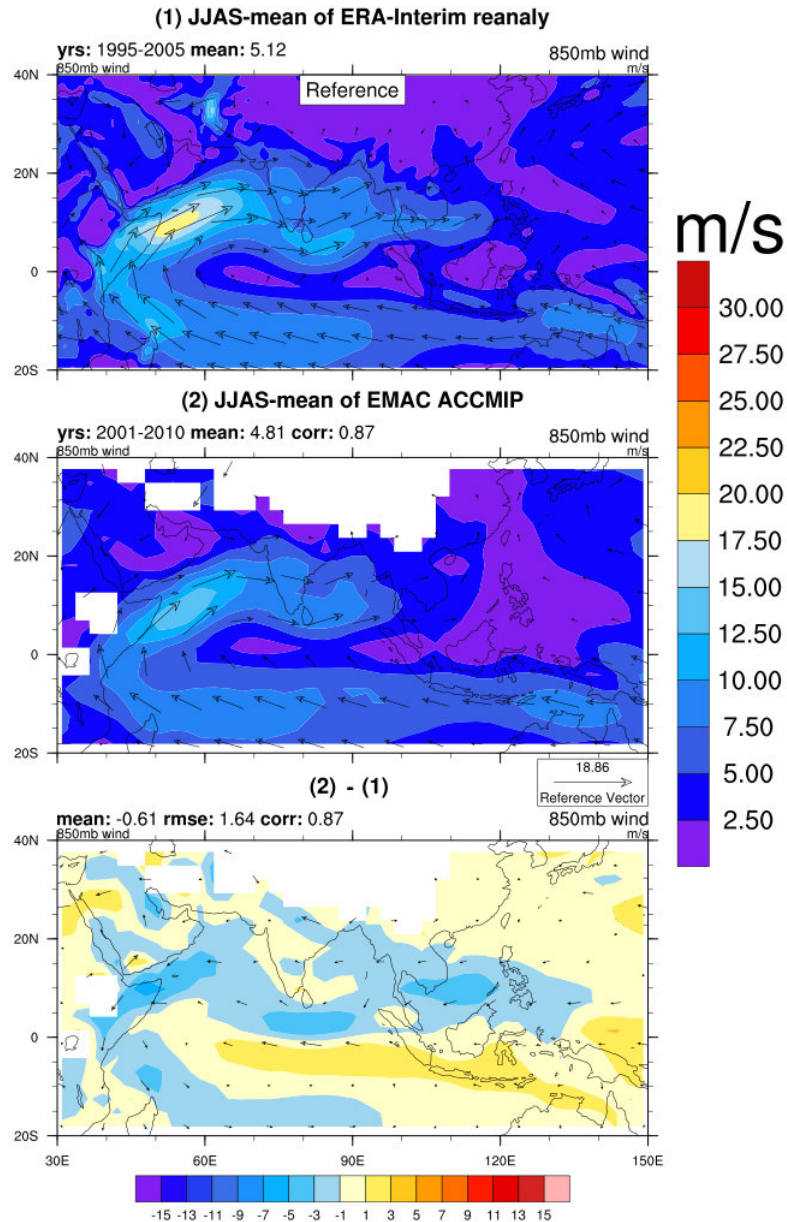 (1) JJAS-mean of ERA-Interim reanaly
yrs: 1995-2005 mean: 5.12 850mb wind
850mb wind m/s
40N
Reference
20N
0
20S
30E 60E 90E 120E 150E
(2) JJAS-mean of EMAC ACCMIP
yrs: 2001-2010 mean: 4.81 corr: 0.87 850mb wind
850mb wind m/s
40N
20N
0
20S
18.86
Reference Vector
(2) - (1)
mean: -0.61 rmse: 1.64 corr: 0.87 850mb wind
850mb wind m/s
40N
20N
0
20S
30E 60E 90E 120E 150E
-15 -13 -11 -9 -7 -5 -3 -1 1 3 5 7 9 11 13 15
m/s
30.00
27.50
25.00
22.50
20.00
17.50
15.00
12.50
10.00
7.50
5.00
2.50